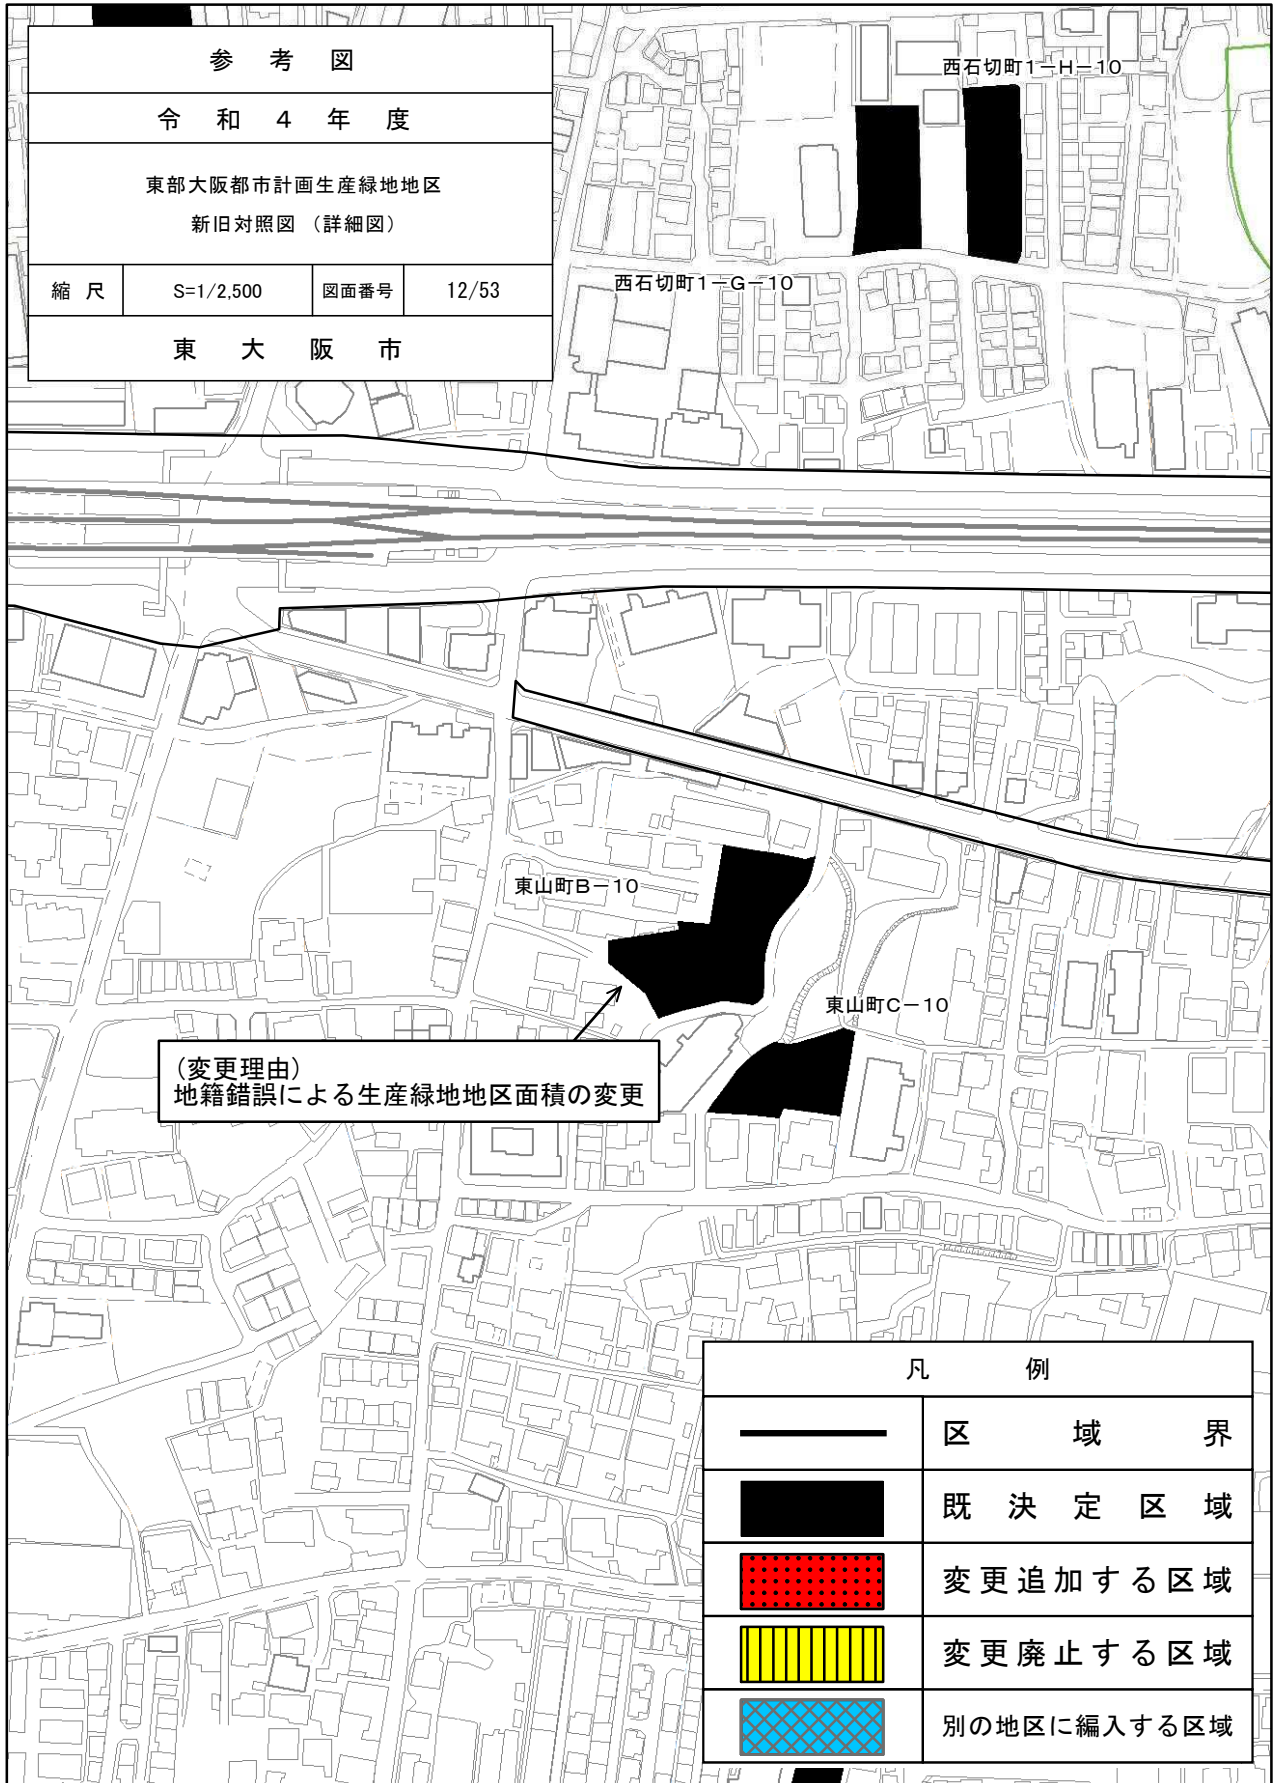 参考図
令和4年度
東部大阪都市計画生産緑地地区
新旧対照図（詳細図）
縮尺 S=1/2,500 図面番号 12/53
東大阪市
西石切町1－H－10
西石切町1－G－10
東山町B－10
東山町C－10
（変更理由）
地籍錯誤による生産緑地地区面積の変更
凡例
区域界
既決定区域
変更追加する区域
変更廃止する区域
別の地区に編入する区域